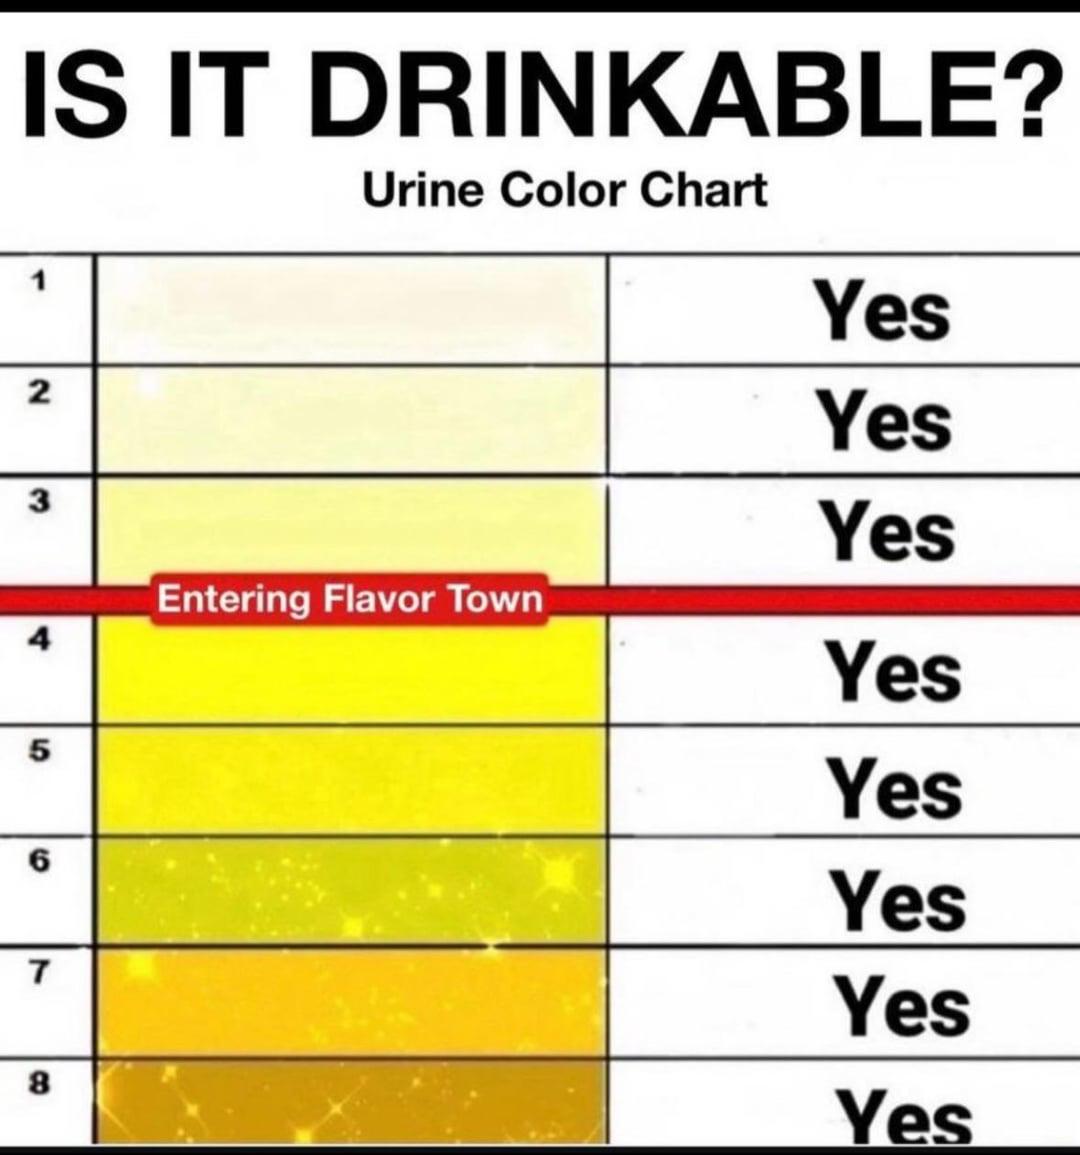 IS IT DRINKABLE?
Urine Color Chart
1 Yes
2 Yes
3 Yes
Entering Flavor Town
4 Yes
5 Yes
6 Yes
7 Yes
8 Yes